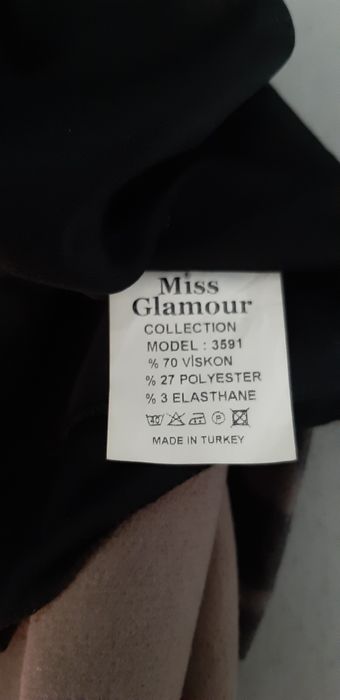 Miss
Glamour
COLLECTION
MODEL : 3591
% 70 VİSKON
% 27 POLYESTER
% 3 ELASTHANE
P
MADE IN TURKEY